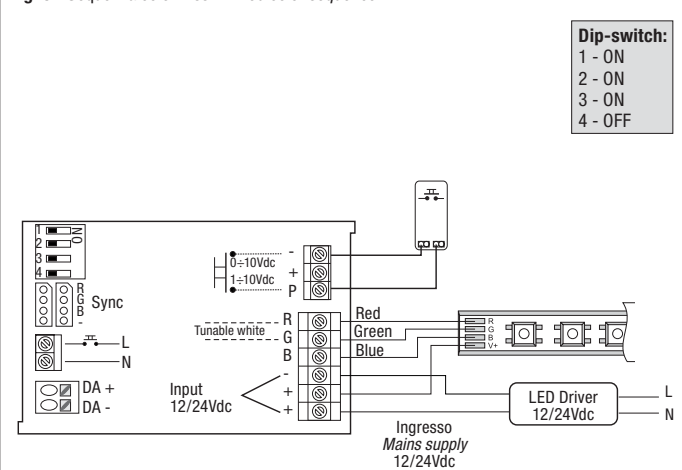 Dip-switch:
1 - ON
2 - ON
3 - ON
4 - OFF
1
2
3
4
ON
R
G
B
-
Sync
L
N
DA +
DA -
-
0÷10Vdc
+
1÷10Vdc
P
R
Tunable white
G
B
-
+
+
Input
12/24Vdc
Red
Green
Blue
R
G
B
V+
LED Driver
12/24Vdc
L
N
Ingresso
Mains supply
12/24Vdc